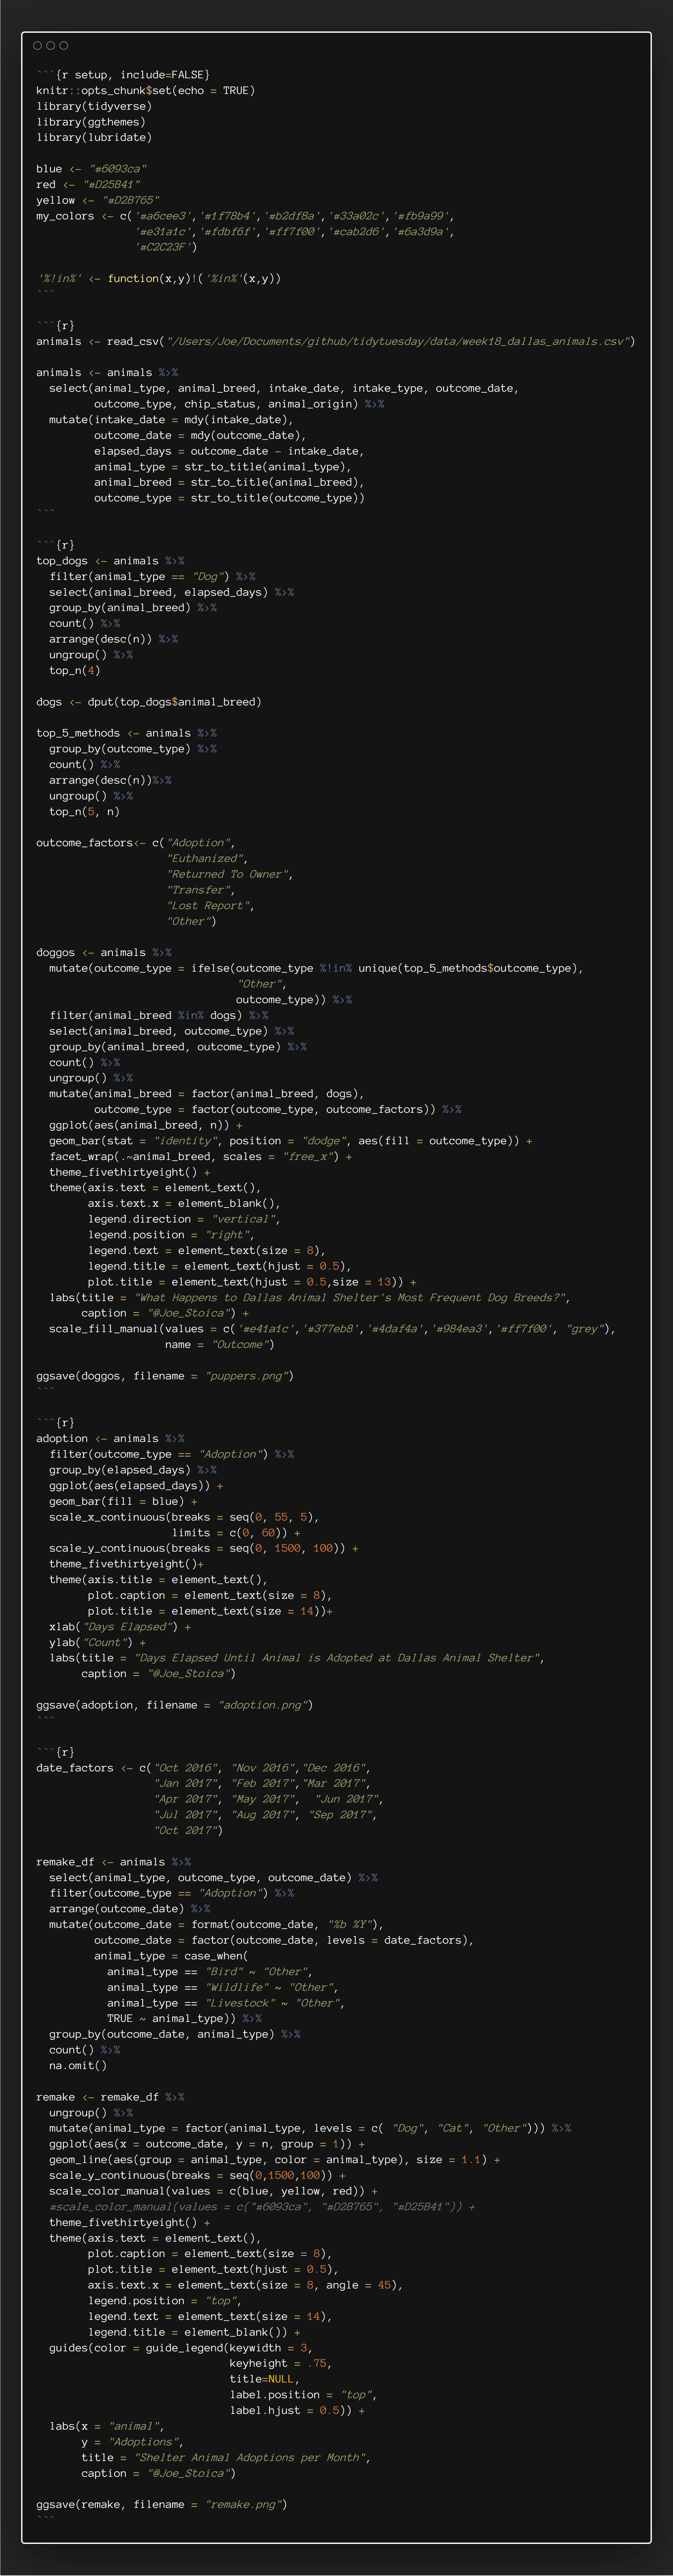 ```{r setup, include=FALSE}
knitr::opts_chunk$set(echo = TRUE)
library(tidyverse)
library(ggthemes)
library(lubridate)

blue <- "#6093ca"
red <- "#D25B41"
yellow <- "#D2B765"
my_colors <- c('#a6cee3','#1f78b4','#b2df8a','#33a02c','#fb9a99',
               '#e31a1c','#fdbf6f','#ff7f00','#cab2d6','#6a3d9a',
               '#C2C23F')

'%!in%' <- function(x,y)!('%in%'(x,y))
```

```{r}
animals <- read_csv("/Users/Joe/Documents/github/tidytuesday/data/week18_dallas_animals.csv")

animals <- animals %>%
  select(animal_type, animal_breed, intake_date, intake_type, outcome_date,
         outcome_type, chip_status, animal_origin) %>%
  mutate(intake_date = mdy(intake_date),
         outcome_date = mdy(outcome_date),
         elapsed_days = outcome_date - intake_date,
         animal_type = str_to_title(animal_type),
         animal_breed = str_to_title(animal_breed),
         outcome_type = str_to_title(outcome_type))
```

```{r}
top_dogs <- animals %>%
  filter(animal_type == "Dog") %>%
  select(animal_breed, elapsed_days) %>%
  group_by(animal_breed) %>%
  count() %>%
  arrange(desc(n)) %>%
  ungroup() %>%
  top_n(4)

dogs <- dput(top_dogs$animal_breed)

top_5_methods <- animals %>%
  group_by(outcome_type) %>%
  count() %>%
  arrange(desc(n))%>%
  ungroup() %>%
  top_n(5, n)

outcome_factors<- c("Adoption",
                    "Euthanized",
                    "Returned To Owner",
                    "Transfer",
                    "Lost Report",
                    "Other")

doggos <- animals %>%
  mutate(outcome_type = ifelse(outcome_type %!in% unique(top_5_methods$outcome_type),
                               "Other",
                               outcome_type)) %>%
  filter(animal_breed %in% dogs) %>%
  select(animal_breed, outcome_type) %>%
  group_by(animal_breed, outcome_type) %>%
  count() %>%
  ungroup() %>%
  mutate(animal_breed = factor(animal_breed, dogs),
         outcome_type = factor(outcome_type, outcome_factors)) %>%
  ggplot(aes(animal_breed, n)) +
  geom_bar(stat = "identity", position = "dodge", aes(fill = outcome_type)) +
  facet_wrap(.~animal_breed, scales = "free_x") +
  theme_fivethirtyeight() +
  theme(axis.text = element_text(),
        axis.text.x = element_blank(),
        legend.direction = "vertical",
        legend.position = "right",
        legend.text = element_text(size = 8),
        legend.title = element_text(hjust = 0.5),
        plot.title = element_text(hjust = 0.5,size = 13)) +
  labs(title = "What Happens to Dallas Animal Shelter's Most Frequent Dog Breeds?",
       caption = "@Joe_Stoica") +
  scale_fill_manual(values = c('#e41a1c','#377eb8','#4daf4a','#984ea3','#ff7f00', "grey"),
                    name = "Outcome")

ggsave(doggos, filename = "puppers.png")
```

```{r}
adoption <- animals %>%
  filter(outcome_type == "Adoption") %>%
  group_by(elapsed_days) %>%
  ggplot(aes(elapsed_days)) +
  geom_bar(fill = blue) +
  scale_x_continuous(breaks = seq(0, 55, 5),
                     limits = c(0, 60)) +
  scale_y_continuous(breaks = seq(0, 1500, 100)) +
  theme_fivethirtyeight()+
  theme(axis.title = element_text(),
        plot.caption = element_text(size = 8),
        plot.title = element_text(size = 14))+
  xlab("Days Elapsed") +
  ylab("Count") +
  labs(title = "Days Elapsed Until Animal is Adopted at Dallas Animal Shelter",
       caption = "@Joe_Stoica")

ggsave(adoption, filename = "adoption.png")
```

```{r}
date_factors <- c("Oct 2016", "Nov 2016","Dec 2016",
                  "Jan 2017", "Feb 2017","Mar 2017",
                  "Apr 2017", "May 2017",  "Jun 2017",
                  "Jul 2017", "Aug 2017", "Sep 2017",
                  "Oct 2017")

remake_df <- animals %>%
  select(animal_type, outcome_type, outcome_date) %>%
  filter(outcome_type == "Adoption") %>%
  arrange(outcome_date) %>%
  mutate(outcome_date = format(outcome_date, "%b %Y"),
         outcome_date = factor(outcome_date, levels = date_factors),
         animal_type = case_when(
           animal_type == "Bird" ~ "Other",
           animal_type == "Wildlife" ~ "Other",
           animal_type == "Livestock" ~ "Other",
           TRUE ~ animal_type)) %>%
  group_by(outcome_date, animal_type) %>%
  count() %>%
  na.omit()

remake <- remake_df %>%
  ungroup() %>%
  mutate(animal_type = factor(animal_type, levels = c( "Dog", "Cat", "Other"))) %>%
  ggplot(aes(x = outcome_date, y = n, group = 1)) +
  geom_line(aes(group = animal_type, color = animal_type), size = 1.1) +
  scale_y_continuous(breaks = seq(0,1500,100)) +
  scale_color_manual(values = c(blue, yellow, red)) +
  #scale_color_manual(values = c("#6093ca", "#D2B765", "#D25B41")) +
  theme_fivethirtyeight() +
  theme(axis.text = element_text(),
        plot.caption = element_text(size = 8),
        plot.title = element_text(hjust = 0.5),
        axis.text.x = element_text(size = 8, angle = 45),
        legend.position = "top",
        legend.text = element_text(size = 14),
        legend.title = element_blank()) +
  guides(color = guide_legend(keywidth = 3,
                              keyheight = .75,
                              title=NULL,
                              label.position = "top",
                              label.hjust = 0.5)) +
  labs(x = "animal",
       y = "Adoptions",
       title = "Shelter Animal Adoptions per Month",
       caption = "@Joe_Stoica")

ggsave(remake, filename = "remake.png")
```